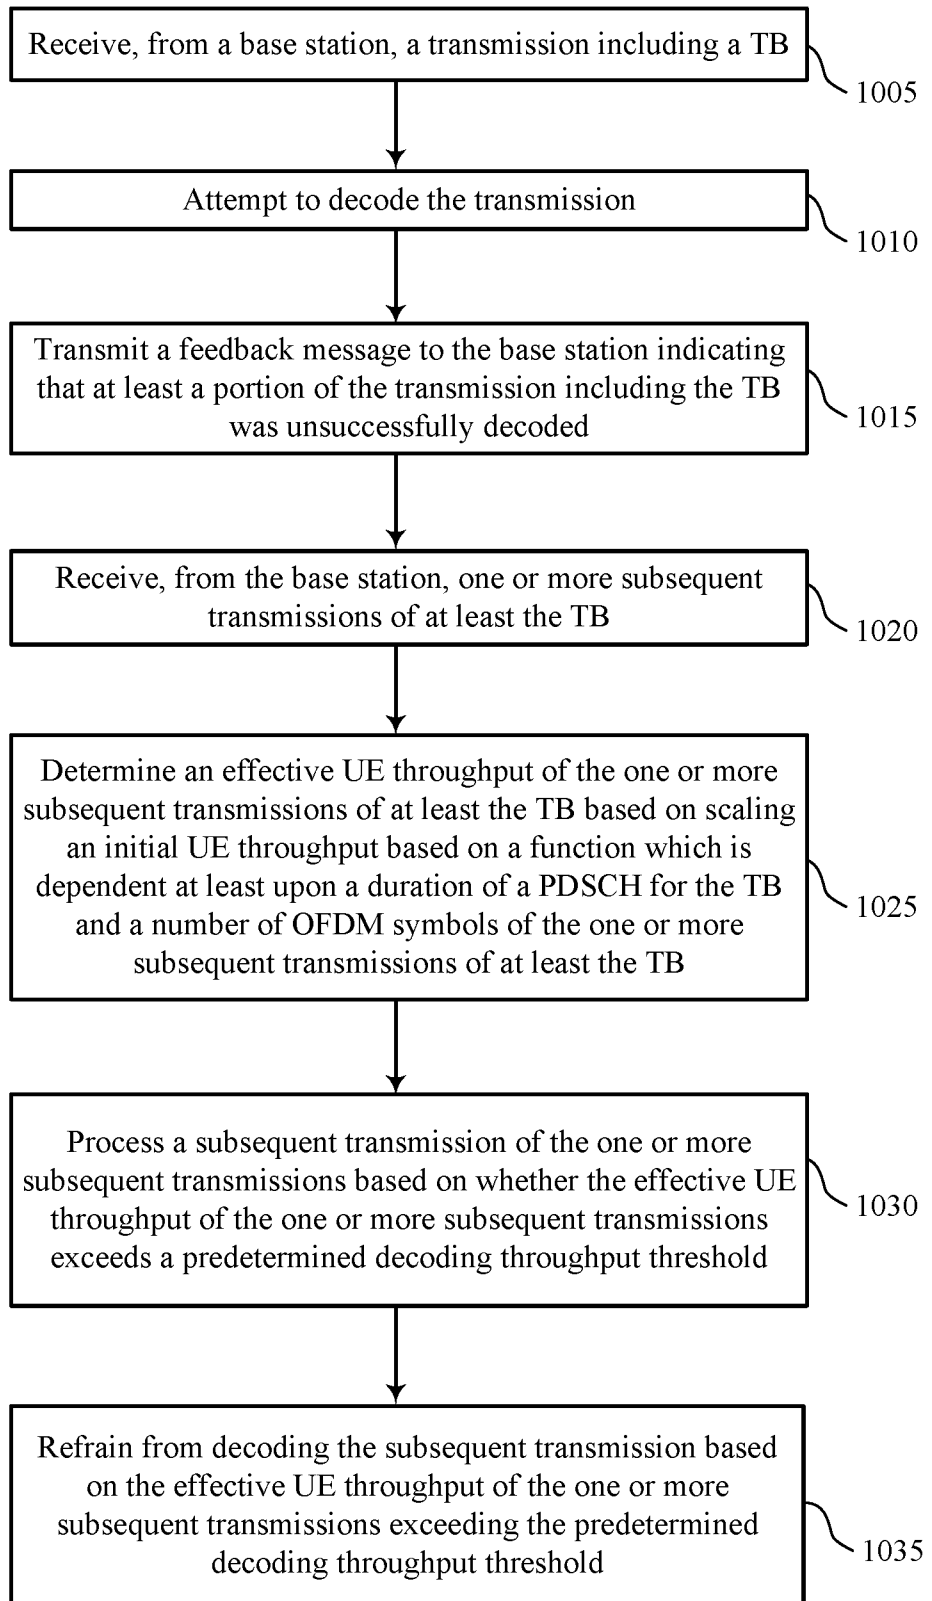 Receive, from a base station, a transmission including a TB
1005
Attempt to decode the transmission
1010
Transmit a feedback message to the base station indicating
that at least a portion of the transmission including the TB
was unsuccessfully decoded
1015
Receive, from the base station, one or more subsequent
transmissions of at least the TB
1020
Determine an effective UE throughput of the one or more
subsequent transmissions of at least the TB based on scaling
an initial UE throughput based on a function which is
dependent at least upon a duration of a PDSCH for the TB
and a number of OFDM symbols of the one or more
subsequent transmissions of at least the TB
1025
Process a subsequent transmission of the one or more
subsequent transmissions based on whether the effective UE
throughput of the one or more subsequent transmissions
exceeds a predetermined decoding throughput threshold
1030
Refrain from decoding the subsequent transmission based
on the effective UE throughput of the one or more
subsequent transmissions exceeding the predetermined
decoding throughput threshold
1035